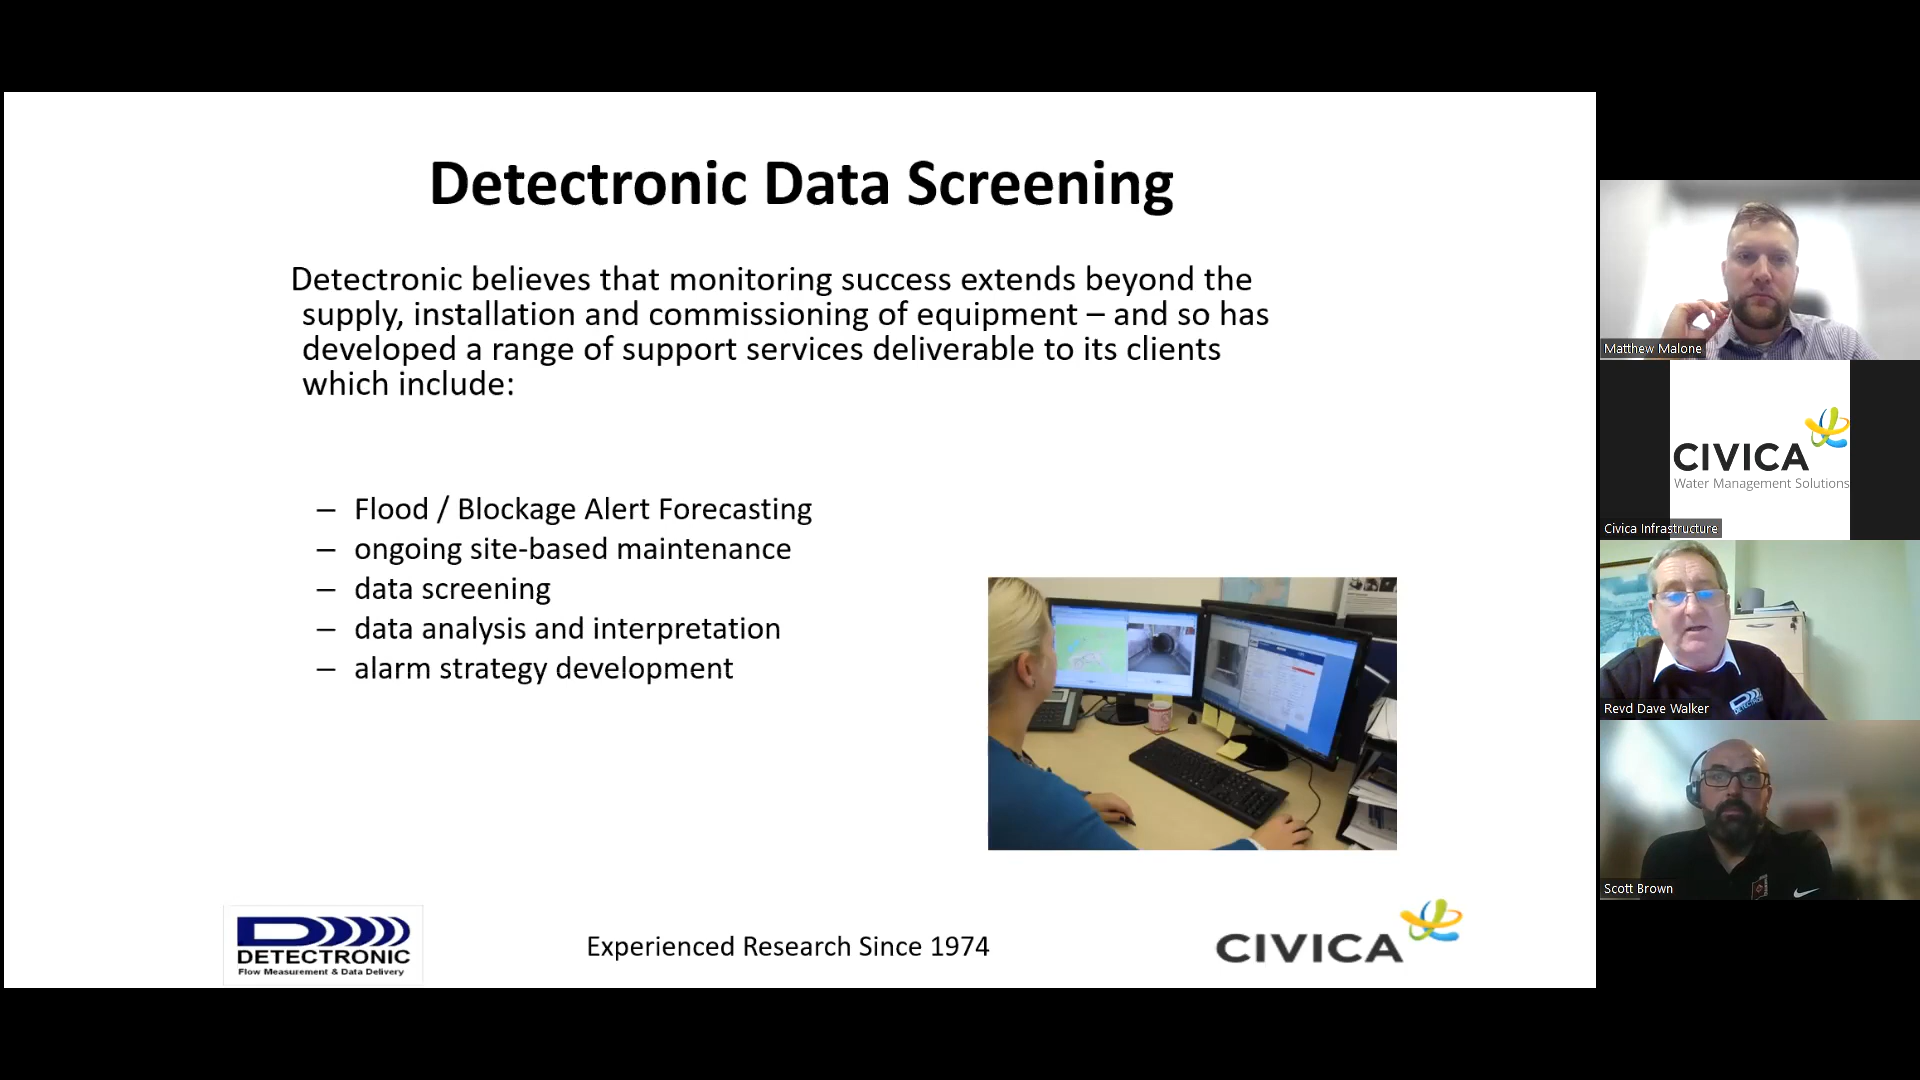 Detectronic Data Screening
Detectronic believes that monitoring success extends beyond the
supply, installation and commissioning of equipment – and so has
developed a range of support services deliverable to its clients
which include:
– Flood / Blockage Alert Forecasting
– ongoing site-based maintenance
– data screening
– data analysis and interpretation
– alarm strategy development
DETECTRONIC
Flow Measurement & Data Delivery
Experienced Research Since 1974
CIVICA
Matthew Malone
CIVICA
Water Management Solutions
Civica Infrastructure
Revd Dave Walker
Scott Brown